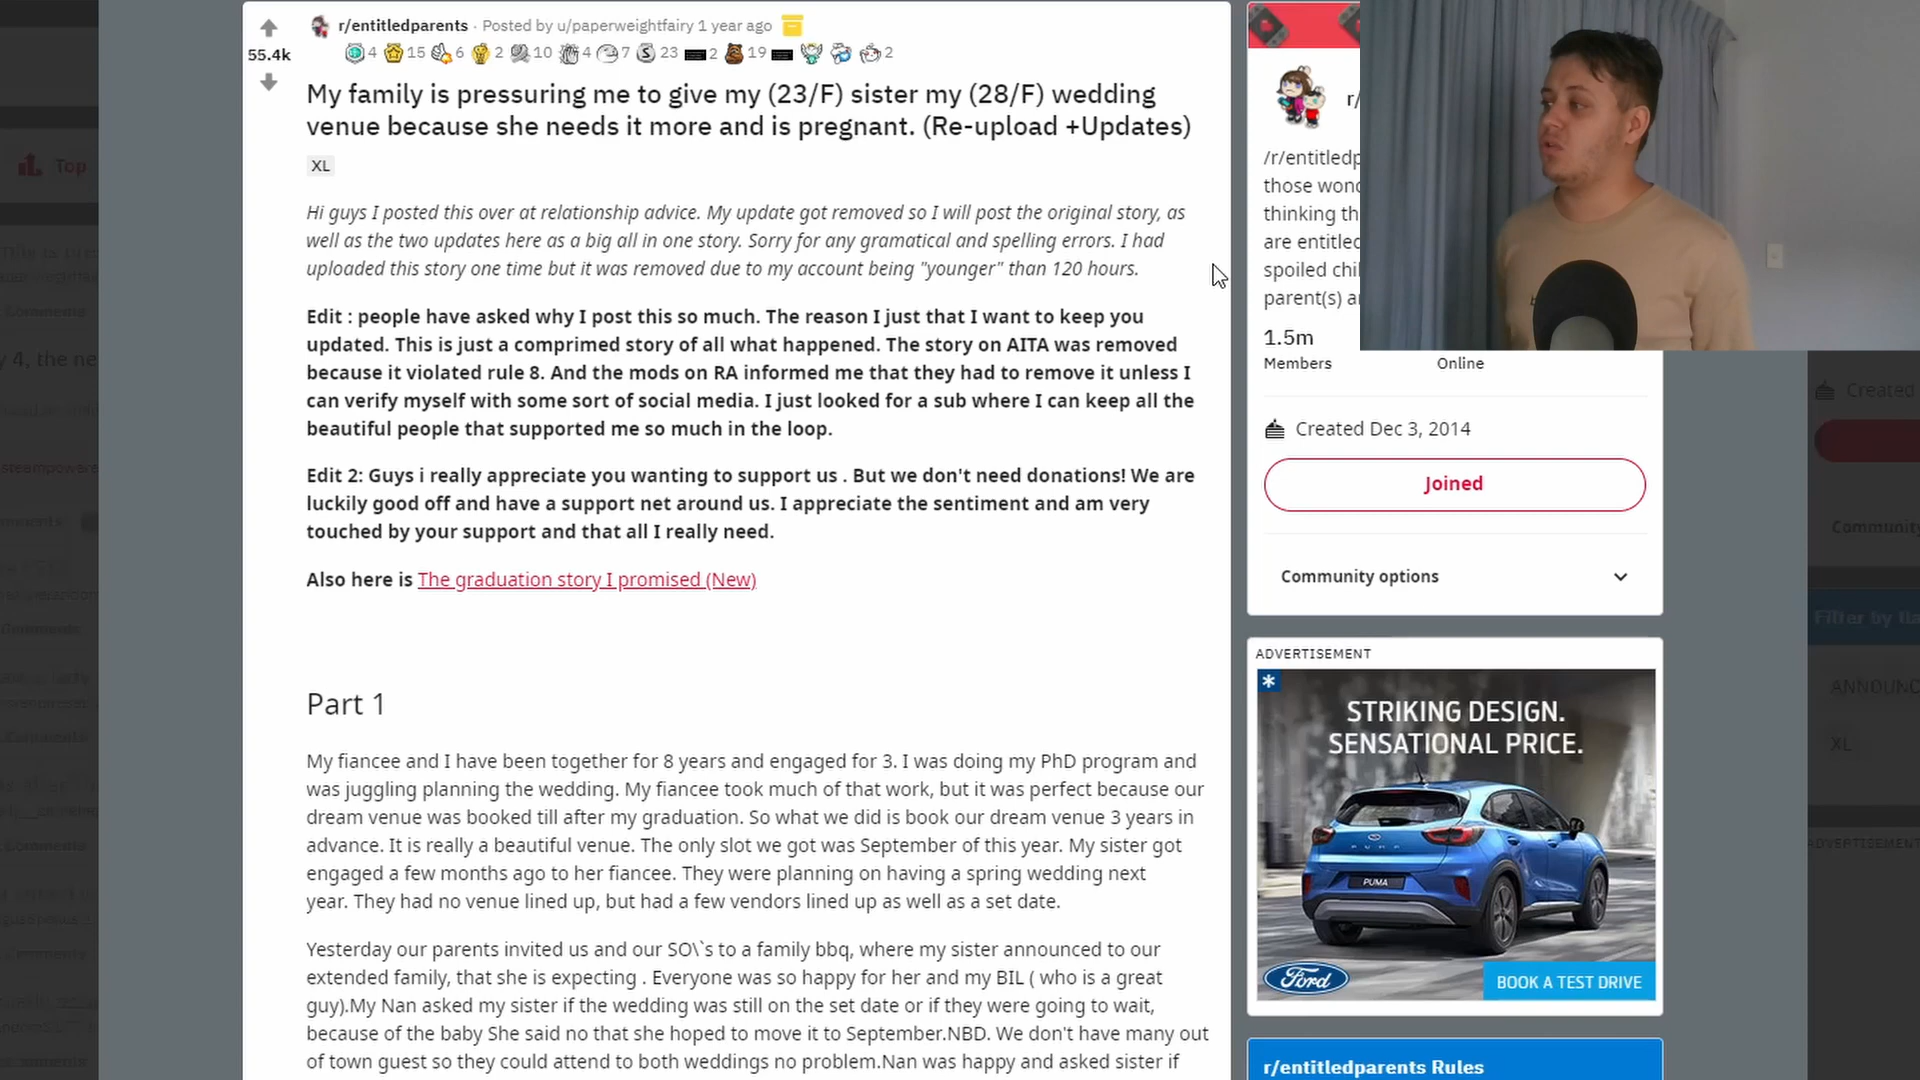 r/entitledparents · Posted by u/paperweightfairy 1 year ago
55.4k
4 15 6 2 10 4 7 23 2 19 2
My family is pressuring me to give my (23/F) sister my (28/F) wedding
venue because she needs it more and is pregnant. (Re-upload +Updates)
XL
Hi guys I posted this over at relationship advice. My update got removed so I will post the original story, as
well as the two updates here as a big all in one story. Sorry for any gramatical and spelling errors. I had
uploaded this story one time but it was removed due to my account being "younger" than 120 hours.
Edit : people have asked why I post this so much. The reason I just that I want to keep you
updated. This is just a comprimed story of all what happened. The story on AITA was removed
because it violated rule 8. And the mods on RA informed me that they had to remove it unless I
can verify myself with some sort of social media. I just looked for a sub where I can keep all the
beautiful people that supported me so much in the loop.
Edit 2: Guys i really appreciate you wanting to support us . But we don't need donations! We are
luckily good off and have a support net around us. I appreciate the sentiment and am very
touched by your support and that all I really need.
Also here is The graduation story I promised (New)
Part 1
My fiancee and I have been together for 8 years and engaged for 3. I was doing my PhD program and
was juggling planning the wedding. My fiancee took much of that work, but it was perfect because our
dream venue was booked till after my graduation. So what we did is book our dream venue 3 years in
advance. It is really a beautiful venue. The only slot we got was September of this year. My sister got
engaged a few months ago to her fiancee. They were planning on having a spring wedding next
year. They had no venue lined up, but had a few vendors lined up as well as a set date.
Yesterday our parents invited us and our SO\`s to a family bbq, where my sister announced to our
extended family, that she is expecting . Everyone was so happy for her and my BIL ( who is a great
guy).My Nan asked my sister if the wedding was still on the set date or if they were going to wait,
because of the baby She said no that she hoped to move it to September.NBD. We don't have many out
of town guest so they could attend to both weddings no problem.Nan was happy and asked sister if
r/
/r/entitledp
those wond
thinking th
are entitled
spoiled chi
parent(s) a
1.5m
Members
Online
Created Dec 3, 2014
Joined
Community options
ADVERTISEMENT
STRIKING DESIGN.
SENSATIONAL PRICE.
PUMA
Ford
BOOK A TEST DRIVE
r/entitledparents Rules
Top
y 4, the ne
Created
Community
Filter by fla
ANNOUNC
XL
ADVERTISEMENT